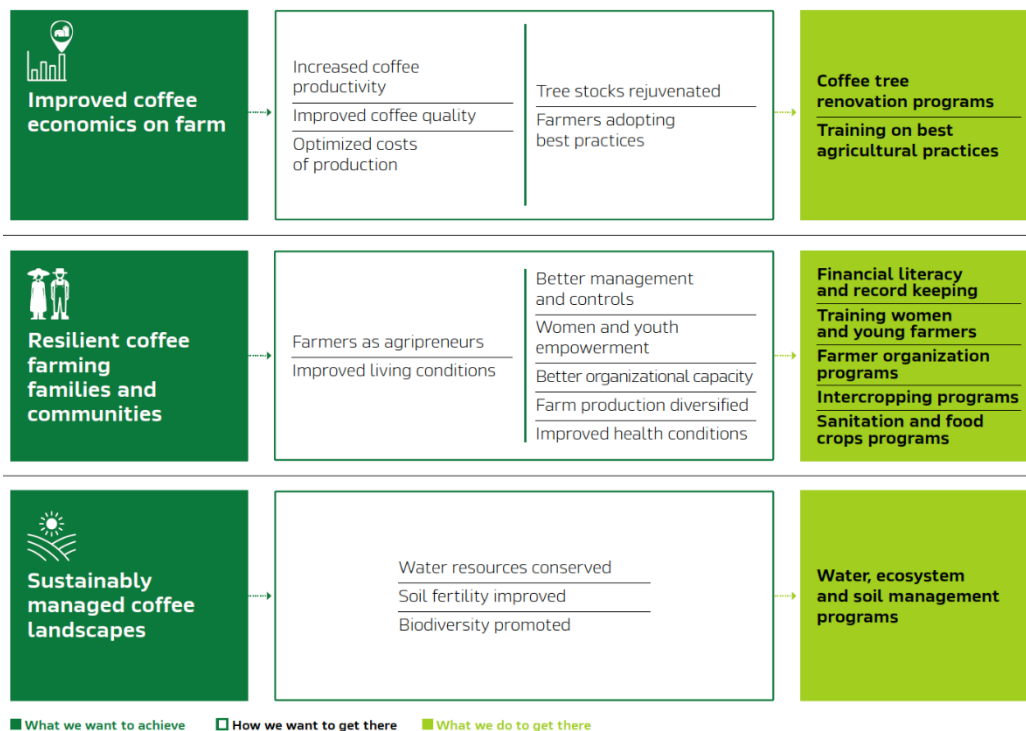 Improved coffee
economics on farm
Increased coffee
productivity
Improved coffee quality
Optimized costs
of production
Tree stocks rejuvenated
Farmers adopting
best practices
Coffee tree
renovation programs
Training on best
agricultural practices
Resilient coffee
farming
families and
communities
Farmers as agripreneurs
Improved living conditions
Better management
and controls
Women and youth
empowerment
Better organizational capacity
Farm production diversified
Improved health conditions
Financial literacy
and record keeping
Training women
and young farmers
Farmer organization
programs
Intercropping programs
Sanitation and food
crops programs
Sustainably
managed coffee
landscapes
Water resources conserved
Soil fertility improved
Biodiversity promoted
Water, ecosystem
and soil management
programs
What we want to achieve
How we want to get there
What we do to get there